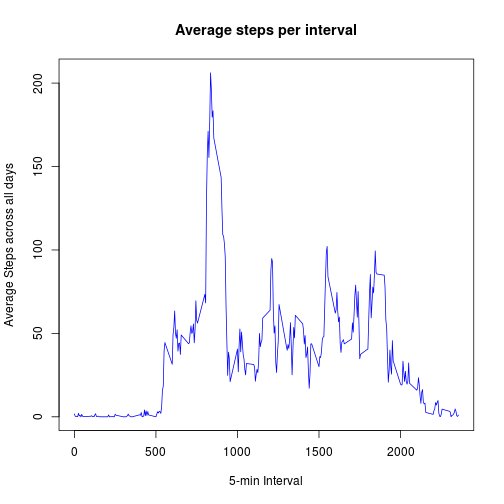 Average steps per interval
Average Steps across all days
200
150
100
50
0
0 500 1000 1500 2000
5-min Interval